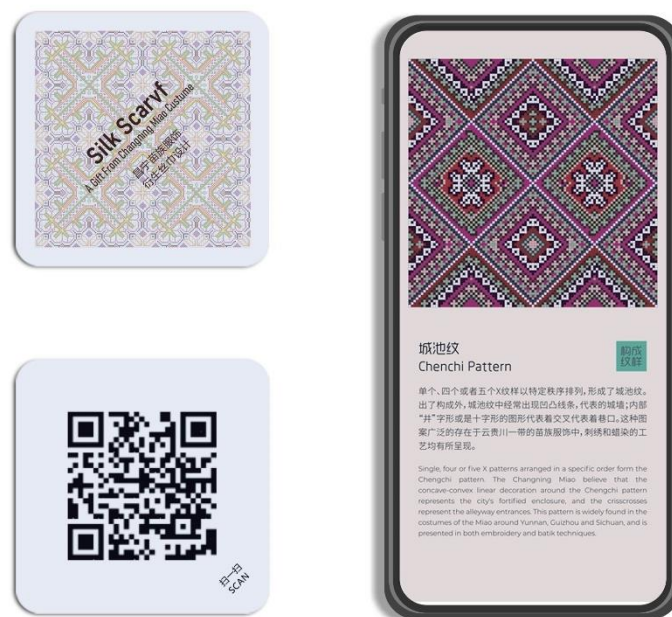 Silk Scarvf
A Gift From Changning Miao Custume
昌宁苗族服饰
衍生丝巾设计
扫一扫
SCAN
城池纹
Chenchi Pattern
构成
纹样
单个、四个或者五个X纹样以特定秩序排列，形成了城池纹。
出了构成外，城池纹中经常出现凹凸线条，代表的城墙；内部
“井”字形或是十字形的图形代表着交叉代表着巷口。这种图
案广泛的存在于云贵川一带的苗族服饰中，刺绣和蜡染的工
艺均有所呈现。
Single, four or five X patterns arranged in a specific order form the
Chengchi pattern. The Changning Miao believe that the
concave-convex linear decoration around the Chengchi pattern
represents the city's fortified enclosure, and the crisscrosses
represent the alleyway entrances. This pattern is widely found in the
costumes of the Miao around Yunnan, Guizhou and Sichuan, and is
presented in both embroidery and batik techniques.